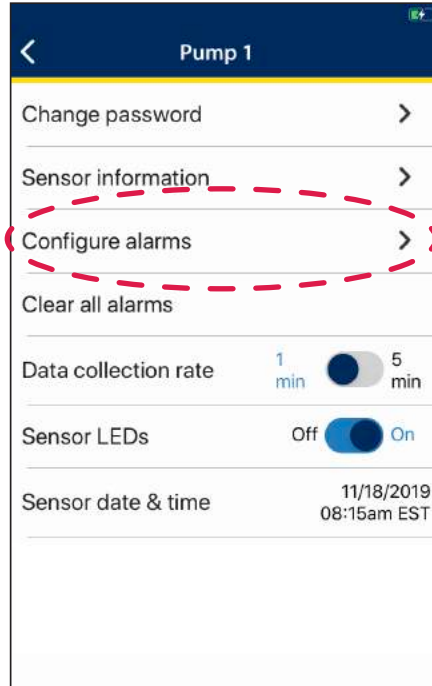 Pump 1
Change password
Sensor information
Configure alarms
Clear all alarms
Data collection rate 1 min 5 min
Sensor LEDs Off On
Sensor date & time 11/18/2019
08:15am EST